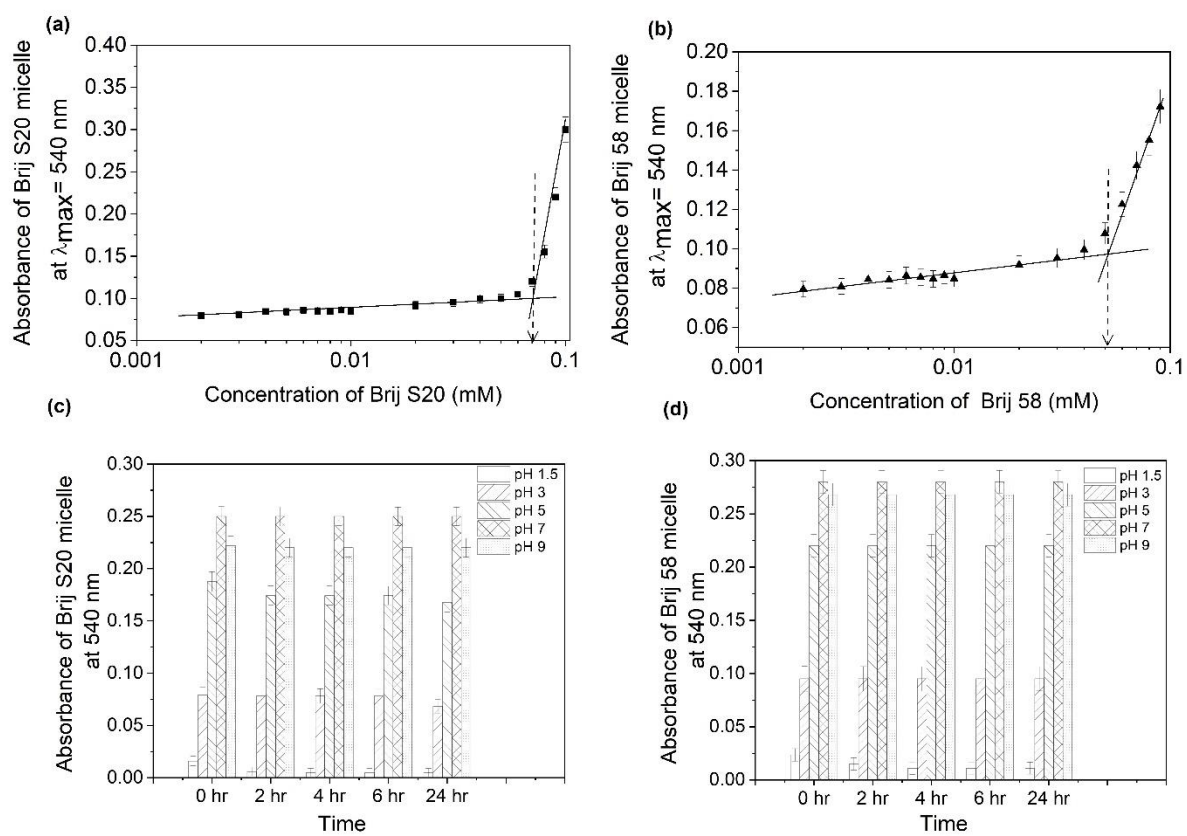 (a)
Absorbance of Brij S20 micelle
at λmax= 540 nm
0.40
0.35
0.30
0.25
0.20
0.15
0.10
0.05
0.001
0.01
0.1
Concentration of Brij S20 (mM)
(b)
Absorbance of Brij 58 micelle
at λmax= 540 nm
0.20
0.18
0.16
0.14
0.12
0.10
0.08
0.06
0.001
0.01
0.1
Concentration of Brij 58 (mM)
(c)
Absorbance of Brij S20 micelle
at 540 nm
0.30
0.25
0.20
0.15
0.10
0.05
0.00
pH 1.5
pH 3
pH 5
pH 7
pH 9
0 hr 2 hr 4 hr 6 hr 24 hr
Time
(d)
Absorbance of Brij 58 micelle
at 540 nm
0.30
0.25
0.20
0.15
0.10
0.05
0.00
pH 1.5
pH 3
pH 5
pH 7
pH 9
0 hr 2 hr 4 hr 6 hr 24 hr
Time